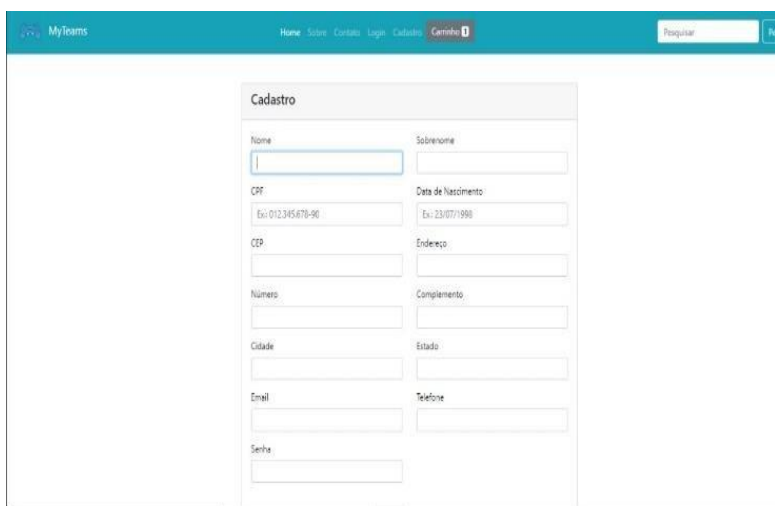 MyTeams Home Sobre Contato Login Cadastro Carrinho 1 Pesquisar
Cadastro
Nome Sobrenome
CPF Data de Nascimento
Ex.: 012.345.678-90 Ex.: 23/07/1998
CEP Endereço
Número Complemento
Cidade Estado
Email Telefone
Senha